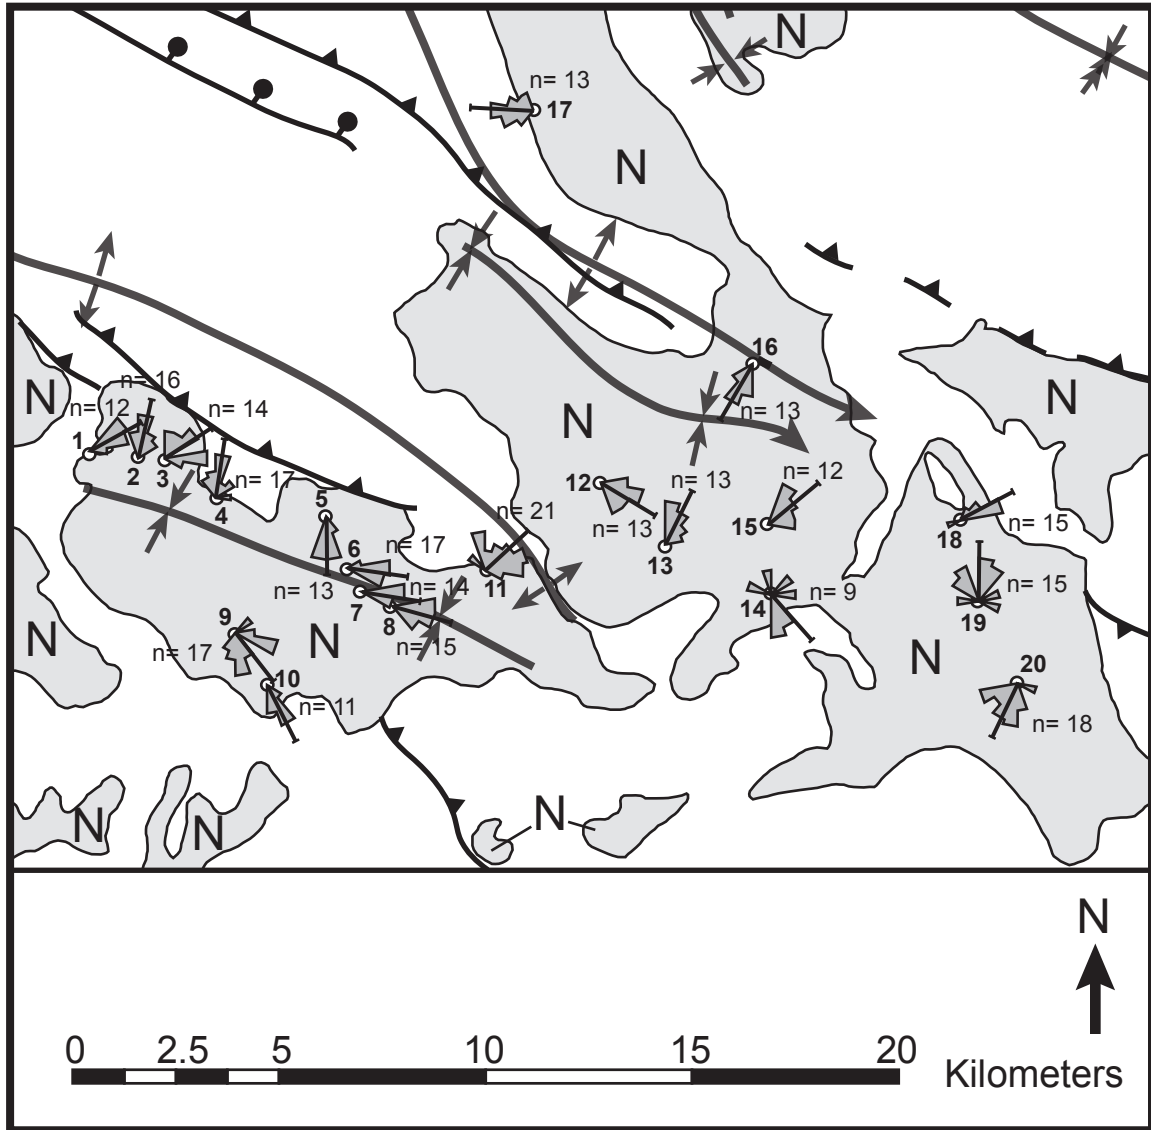 N
n= 13
17
N
16
n= 16
N
n= 12
n= 14
N
N
n= 13
1
2
3
n= 17
4
12
n= 13
n= 12
5
n= 21
n= 13
15
n= 15
18
6
n= 17
13
n= 13
7
n= 14
11
14
n= 9
n= 15
8
9
19
N
n= 17
N
n= 15
N
10
20
n= 11
n= 18
N
N
N
N
0
2.5
5
10
15
20
Kilometers